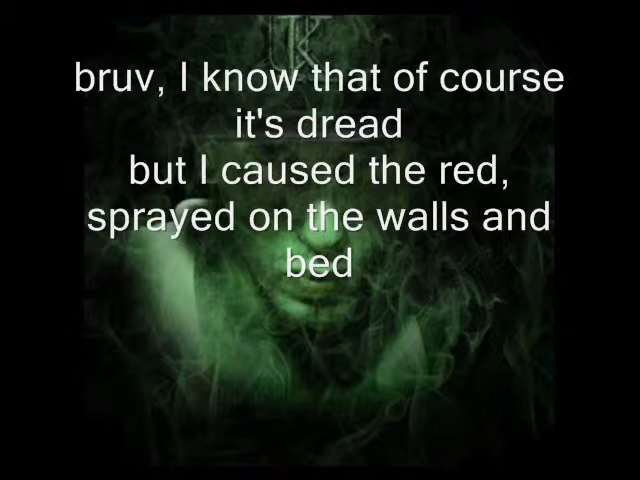 bruv, I know that of course
it's dread
but I caused the red,
sprayed on the walls and
bed